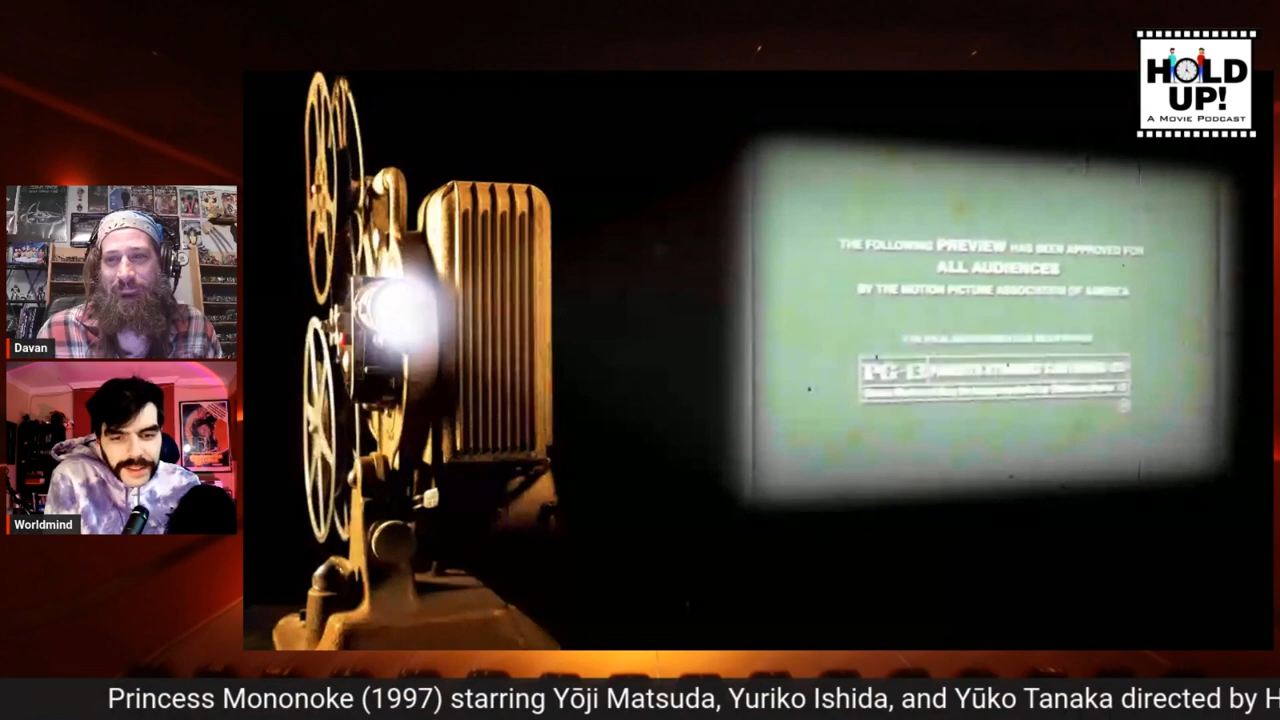 HOLD
UP!
A MOVIE PODCAST
THE FOLLOWING PREVIEW HAS BEEN APPROVED FOR
ALL AUDIENCES
BY THE MOTION PICTURE ASSOCIATION OF AMERICA
PG-13
Davan
Worldmind
Princess Mononoke (1997) starring Yōji Matsuda, Yuriko Ishida, and Yūko Tanaka directed by H